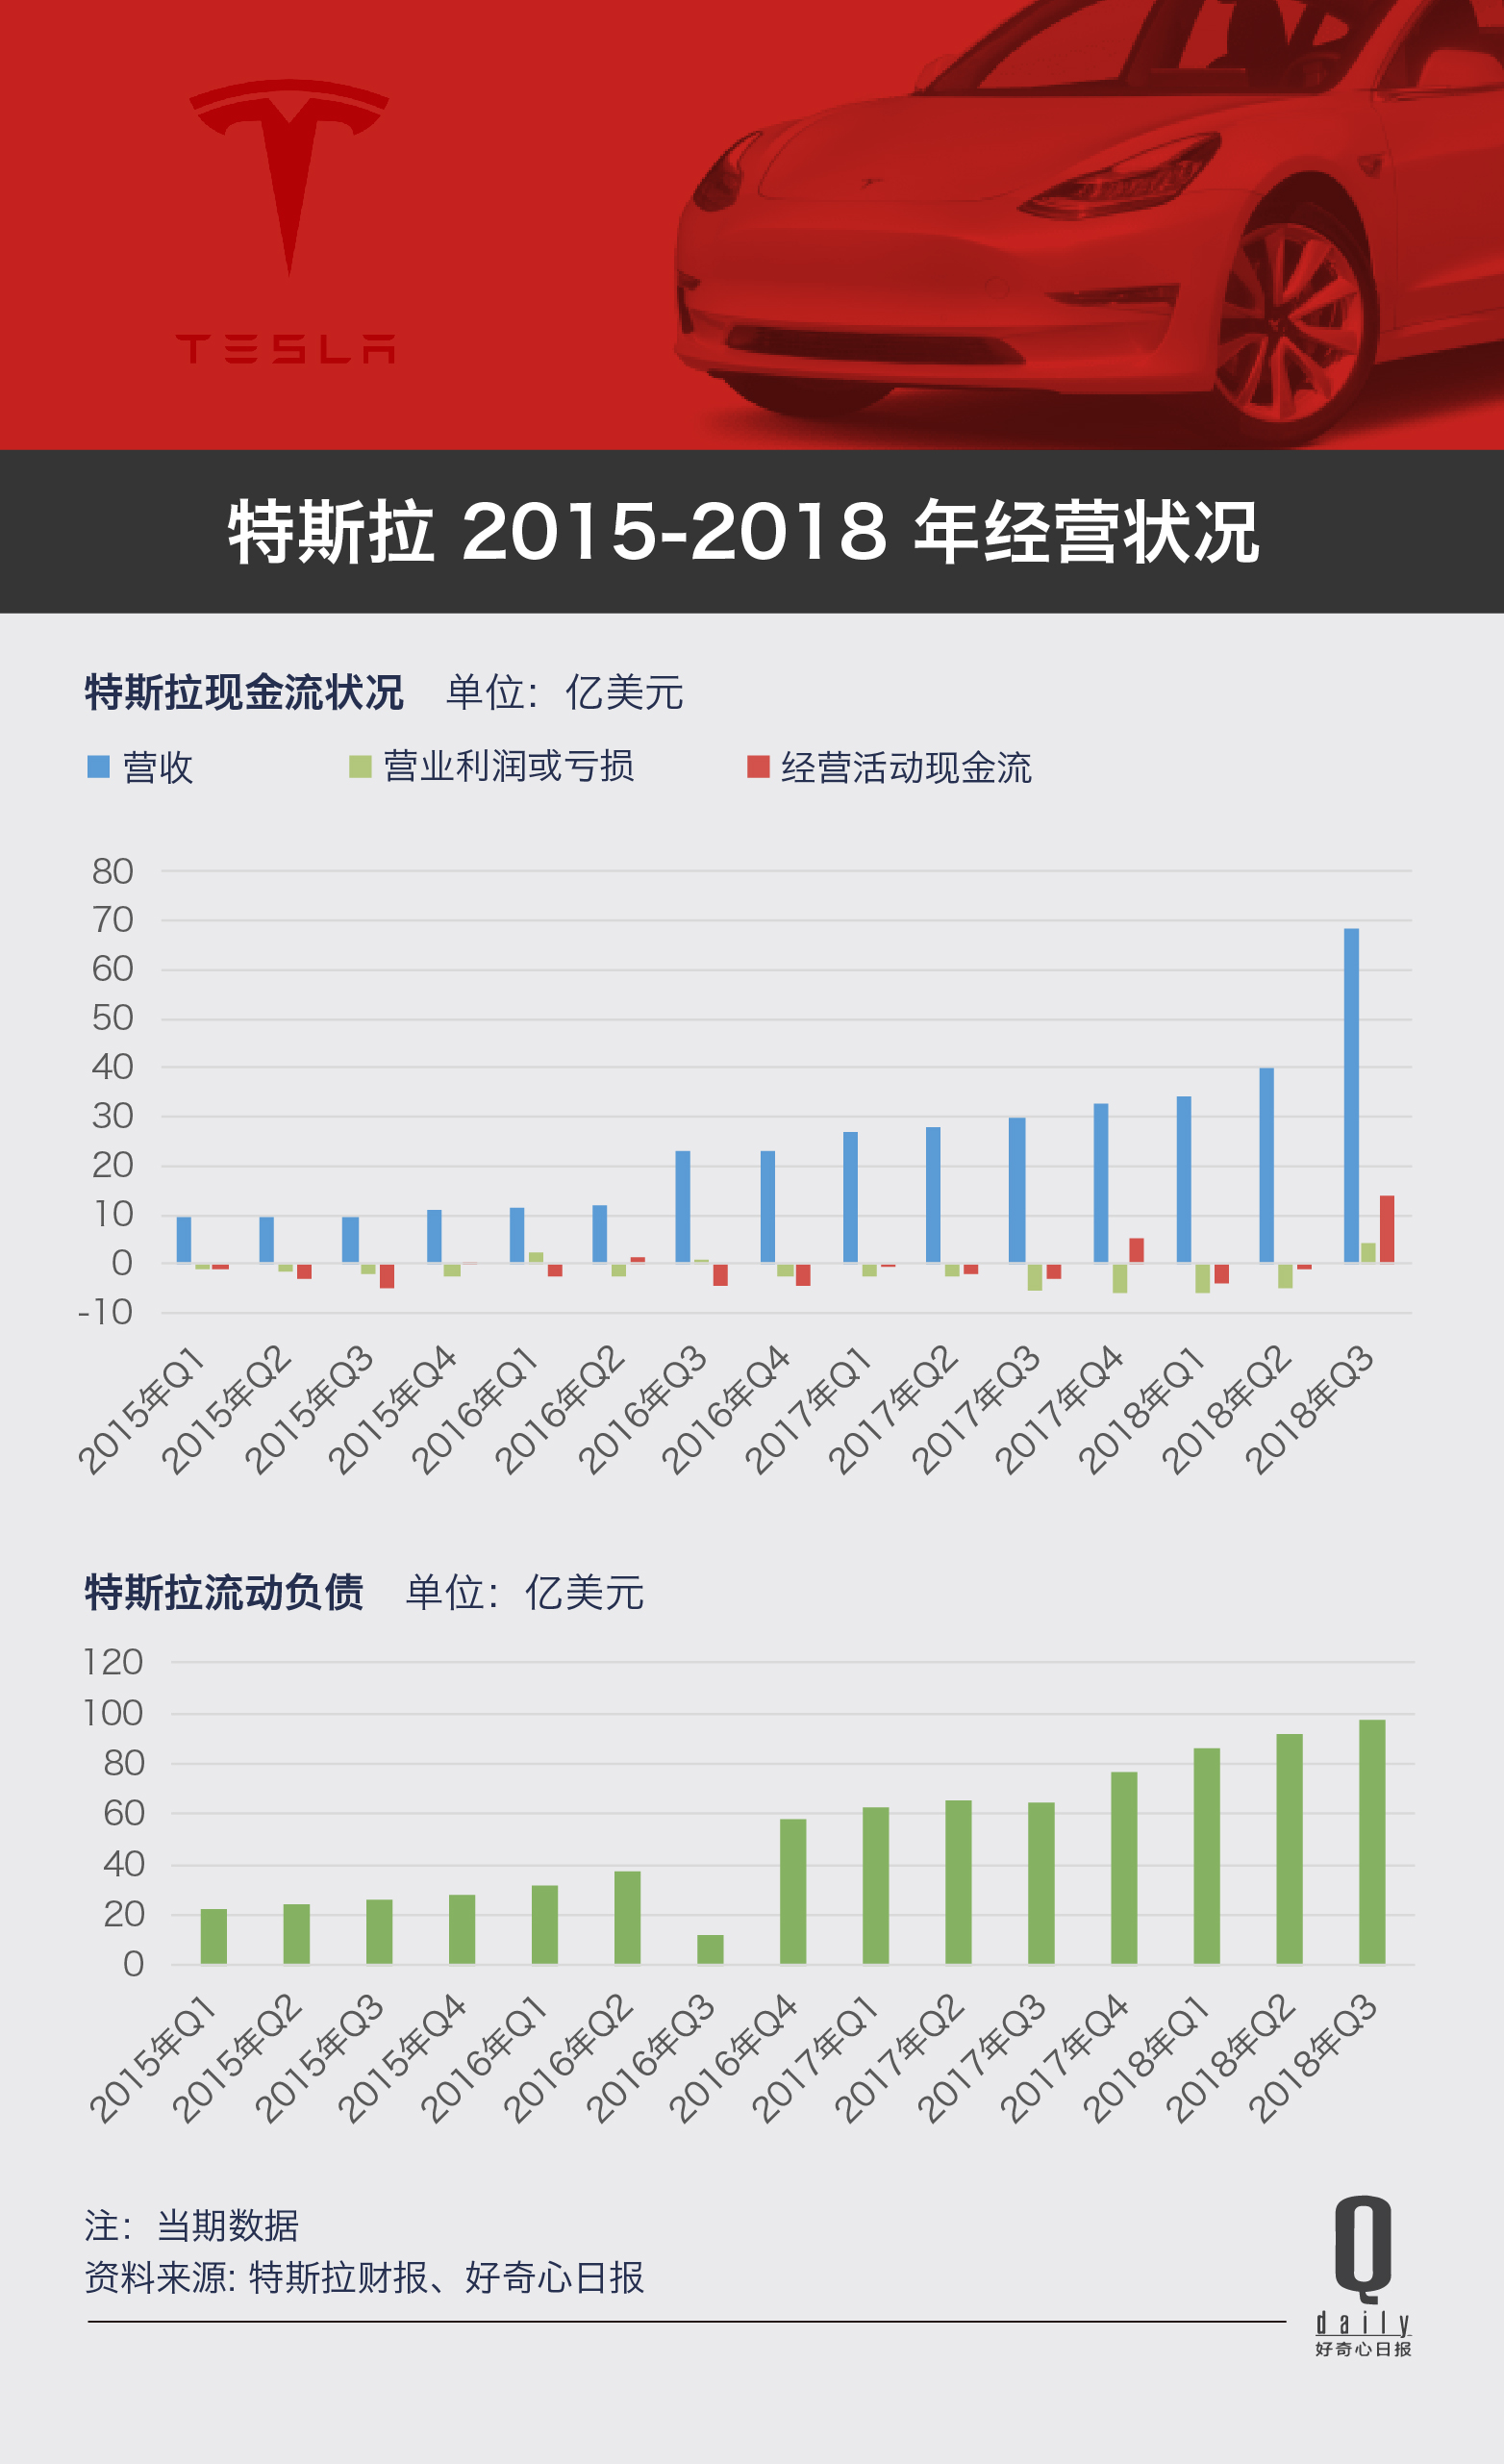 TESLA
特斯拉 2015-2018 年经营状况
特斯拉现金流状况 单位：亿美元
营收 营业利润或亏损 经营活动现金流
80
70
60
50
40
30
20
10
0
-10
2015年Q1 2015年Q2 2015年Q3 2015年Q4 2016年Q1 2016年Q2 2016年Q3 2016年Q4 2017年Q1 2017年Q2 2017年Q3 2017年Q4 2018年Q1 2018年Q2 2018年Q3
特斯拉流动负债 单位：亿美元
120
100
80
60
40
20
0
2015年Q1 2015年Q2 2015年Q3 2015年Q4 2016年Q1 2016年Q2 2016年Q3 2016年Q4 2017年Q1 2017年Q2 2017年Q3 2017年Q4 2018年Q1 2018年Q2 2018年Q3
注：当期数据
资料来源: 特斯拉财报、好奇心日报
Q
daily
好奇心日报